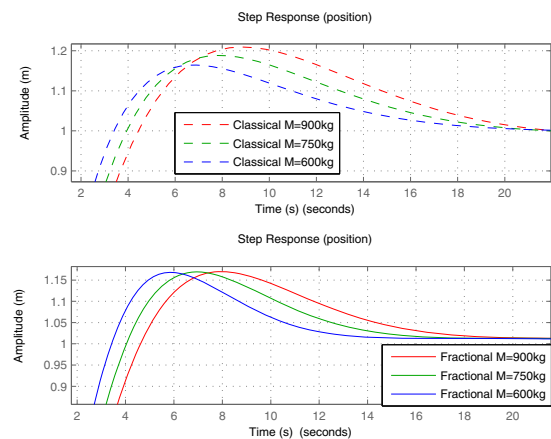 Step Response (position)
1.2
1.1
1
0.9
Amplitude (m)
Classical M=900kg
Classical M=750kg
Classical M=600kg
2 4 6 8 10 12 14 16 18 20
Time (s) (seconds)
Step Response (position)
1.15
1.1
1.05
1
0.95
0.9
Amplitude (m)
Fractional M=900kg
Fractional M=750kg
Fractional M=600kg
2 4 6 8 10 12 14 16 18 20
Time (s) (seconds)